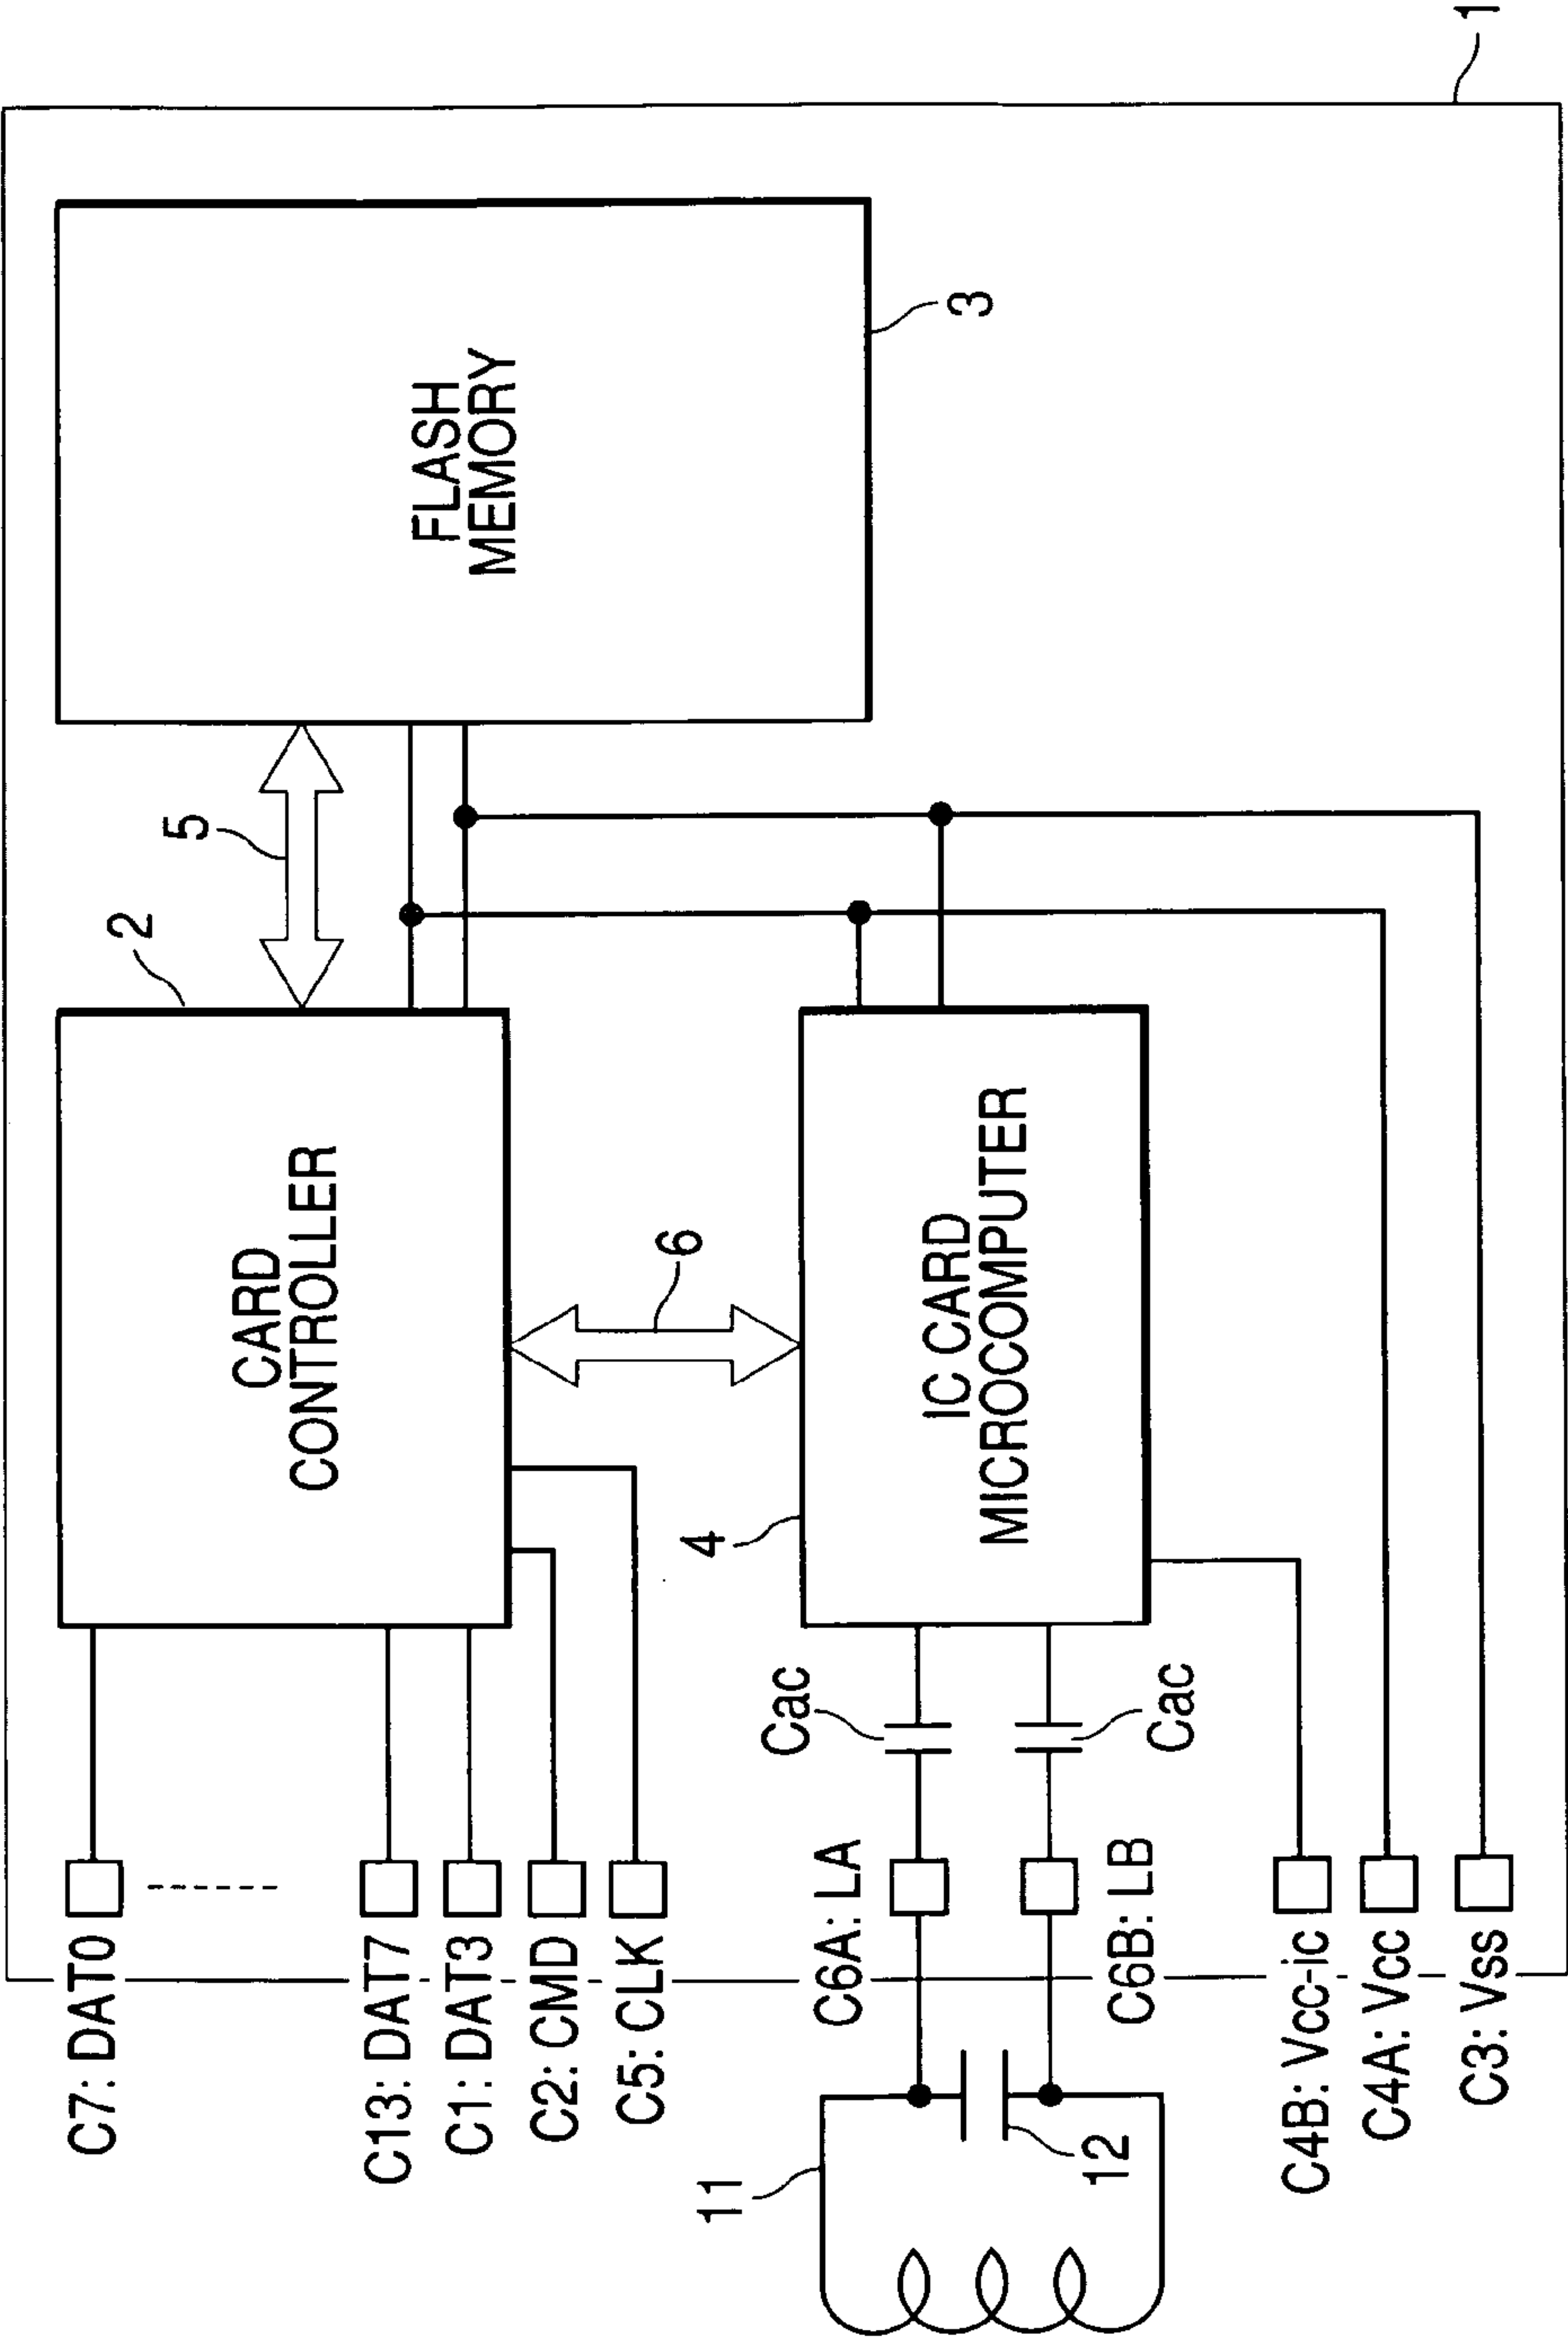 1
FLASH
MEMORY
3
5
2
CARD
CONTROLLER
6
IC CARD
MICROCOMPUTER
4
Cac
Cac
C7: DAT0
C13: DAT7
C1: DAT3
C2: CMD
C5: CLK
C6A: LA
C6B: LB
C4B: Vcc-ic
C4A: Vcc
C3: Vss
11
12